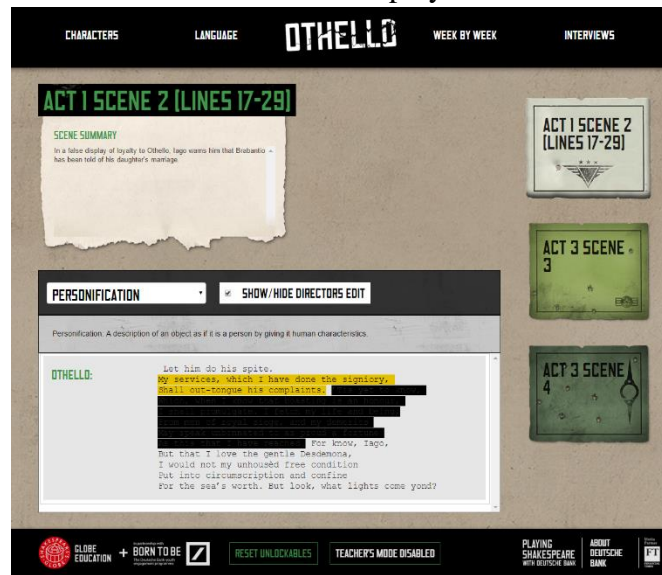 CHARACTERS
LANGUAGE
OTHELLO
WEEK BY WEEK
INTERVIEWS
ACT 1 SCENE 2 (LINES 17-29)
SCENE SUMMARY
In a false display of loyalty to Othello, Iago warns him that Brabantio
has been told of his daughter's marriage.
ACT 1 SCENE 2
(LINES 17-29)
ACT 3 SCENE
3
ACT 3 SCENE
4
PERSONIFICATION
SHOW/HIDE DIRECTORS EDIT
Personification: A description of an object as if it is a person by giving it human characteristics.
OTHELLO:
Let him do his spite.
My services, which I have done the signiory,
Shall out-tongue his complaints.
For know, Iago,
But that I love the gentle Desdemona,
I would not my unhousèd free condition
Put into circumscription and confine
For the sea's worth. But look, what lights come yond?
GLOBE
EDUCATION
+
BORN TO BE
RESET UNLOCKABLES
TEACHER'S MODE DISABLED
PLAYING
SHAKESPEARE
WITH DEUTSCHE BANK
ABOUT
DEUTSCHE
BANK
FT